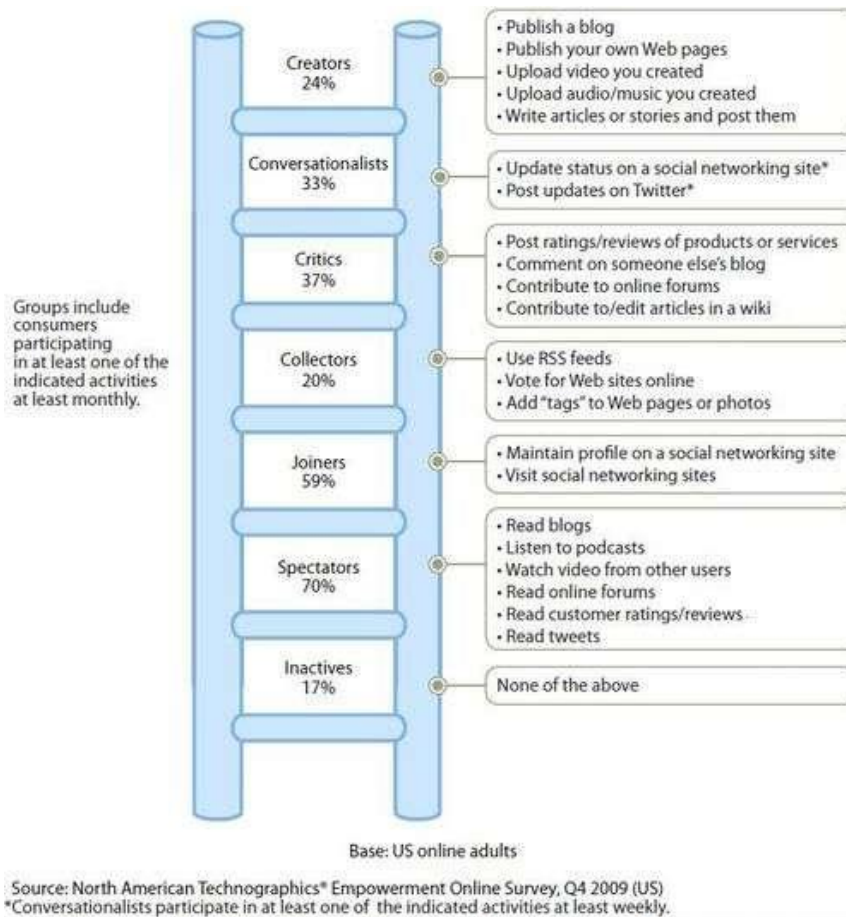 Creators
24%
• Publish a blog
• Publish your own Web pages
• Upload video you created
• Upload audio/music you created
• Write articles or stories and post them
Conversationalists
33%
• Update status on a social networking site*
• Post updates on Twitter*
Critics
37%
• Post ratings/reviews of products or services
• Comment on someone else's blog
• Contribute to online forums
• Contribute to/edit articles in a wiki
Groups include
consumers
participating
in at least one of the
indicated activities
at least monthly.
Collectors
20%
• Use RSS feeds
• Vote for Web sites online
• Add "tags" to Web pages or photos
Joiners
59%
• Maintain profile on a social networking site
• Visit social networking sites
Spectators
70%
• Read blogs
• Listen to podcasts
• Watch video from other users
• Read online forums
• Read customer ratings/reviews
• Read tweets
Inactives
17%
None of the above
Base: US online adults
Source: North American Technographics® Empowerment Online Survey, Q4 2009 (US)
*Conversationalists participate in at least one of the indicated activities at least weekly.